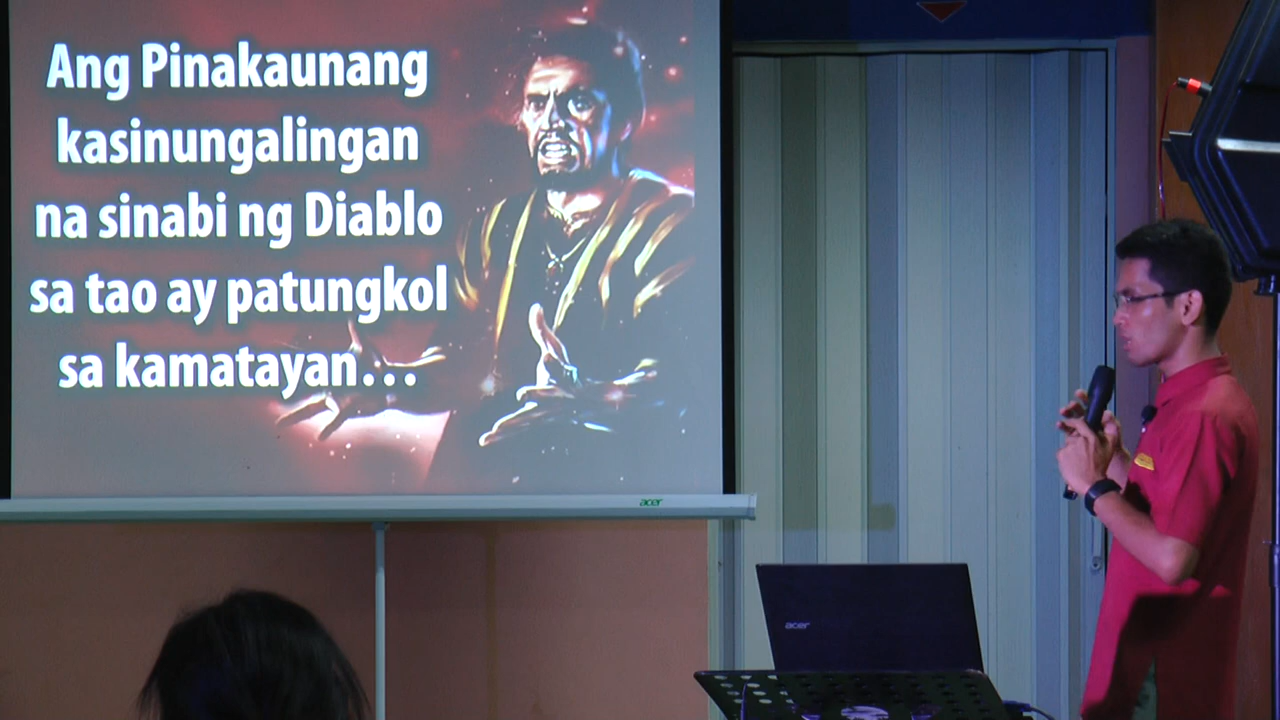 Ang Pinakaunang
kasinungalingan
na sinabi ng Diablo
sa tao ay patungkol
sa kamatayan...
acer
acer